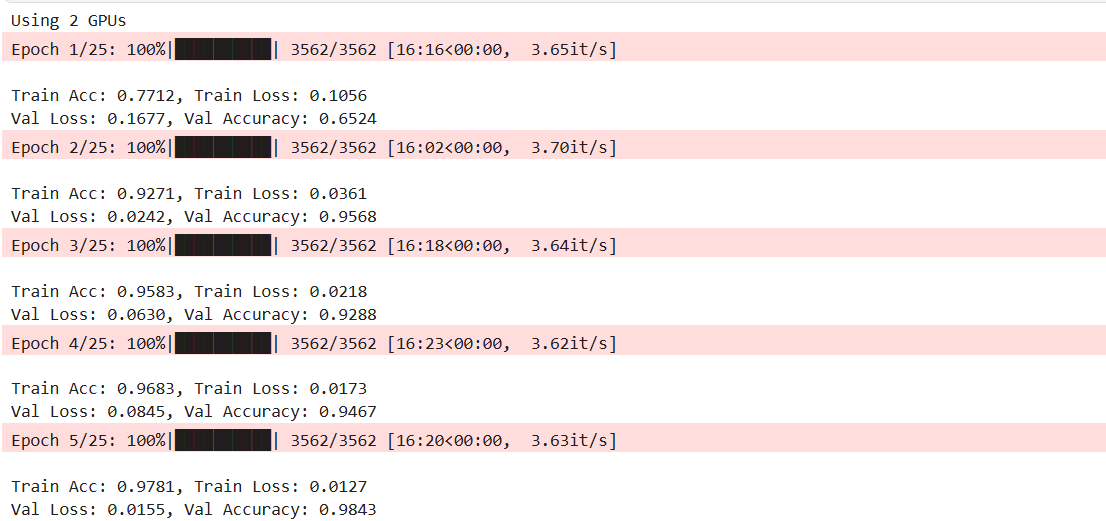 Using 2 GPUs
Epoch 1/25: 100%|██████████| 3562/3562 [16:16<00:00,  3.65it/s]
Train Acc: 0.7712, Train Loss: 0.1056
Val Loss: 0.1677, Val Accuracy: 0.6524
Epoch 2/25: 100%|██████████| 3562/3562 [16:02<00:00,  3.70it/s]
Train Acc: 0.9271, Train Loss: 0.0361
Val Loss: 0.0242, Val Accuracy: 0.9568
Epoch 3/25: 100%|██████████| 3562/3562 [16:18<00:00,  3.64it/s]
Train Acc: 0.9583, Train Loss: 0.0218
Val Loss: 0.0630, Val Accuracy: 0.9288
Epoch 4/25: 100%|██████████| 3562/3562 [16:23<00:00,  3.62it/s]
Train Acc: 0.9683, Train Loss: 0.0173
Val Loss: 0.0845, Val Accuracy: 0.9467
Epoch 5/25: 100%|██████████| 3562/3562 [16:20<00:00,  3.63it/s]
Train Acc: 0.9781, Train Loss: 0.0127
Val Loss: 0.0155, Val Accuracy: 0.9843